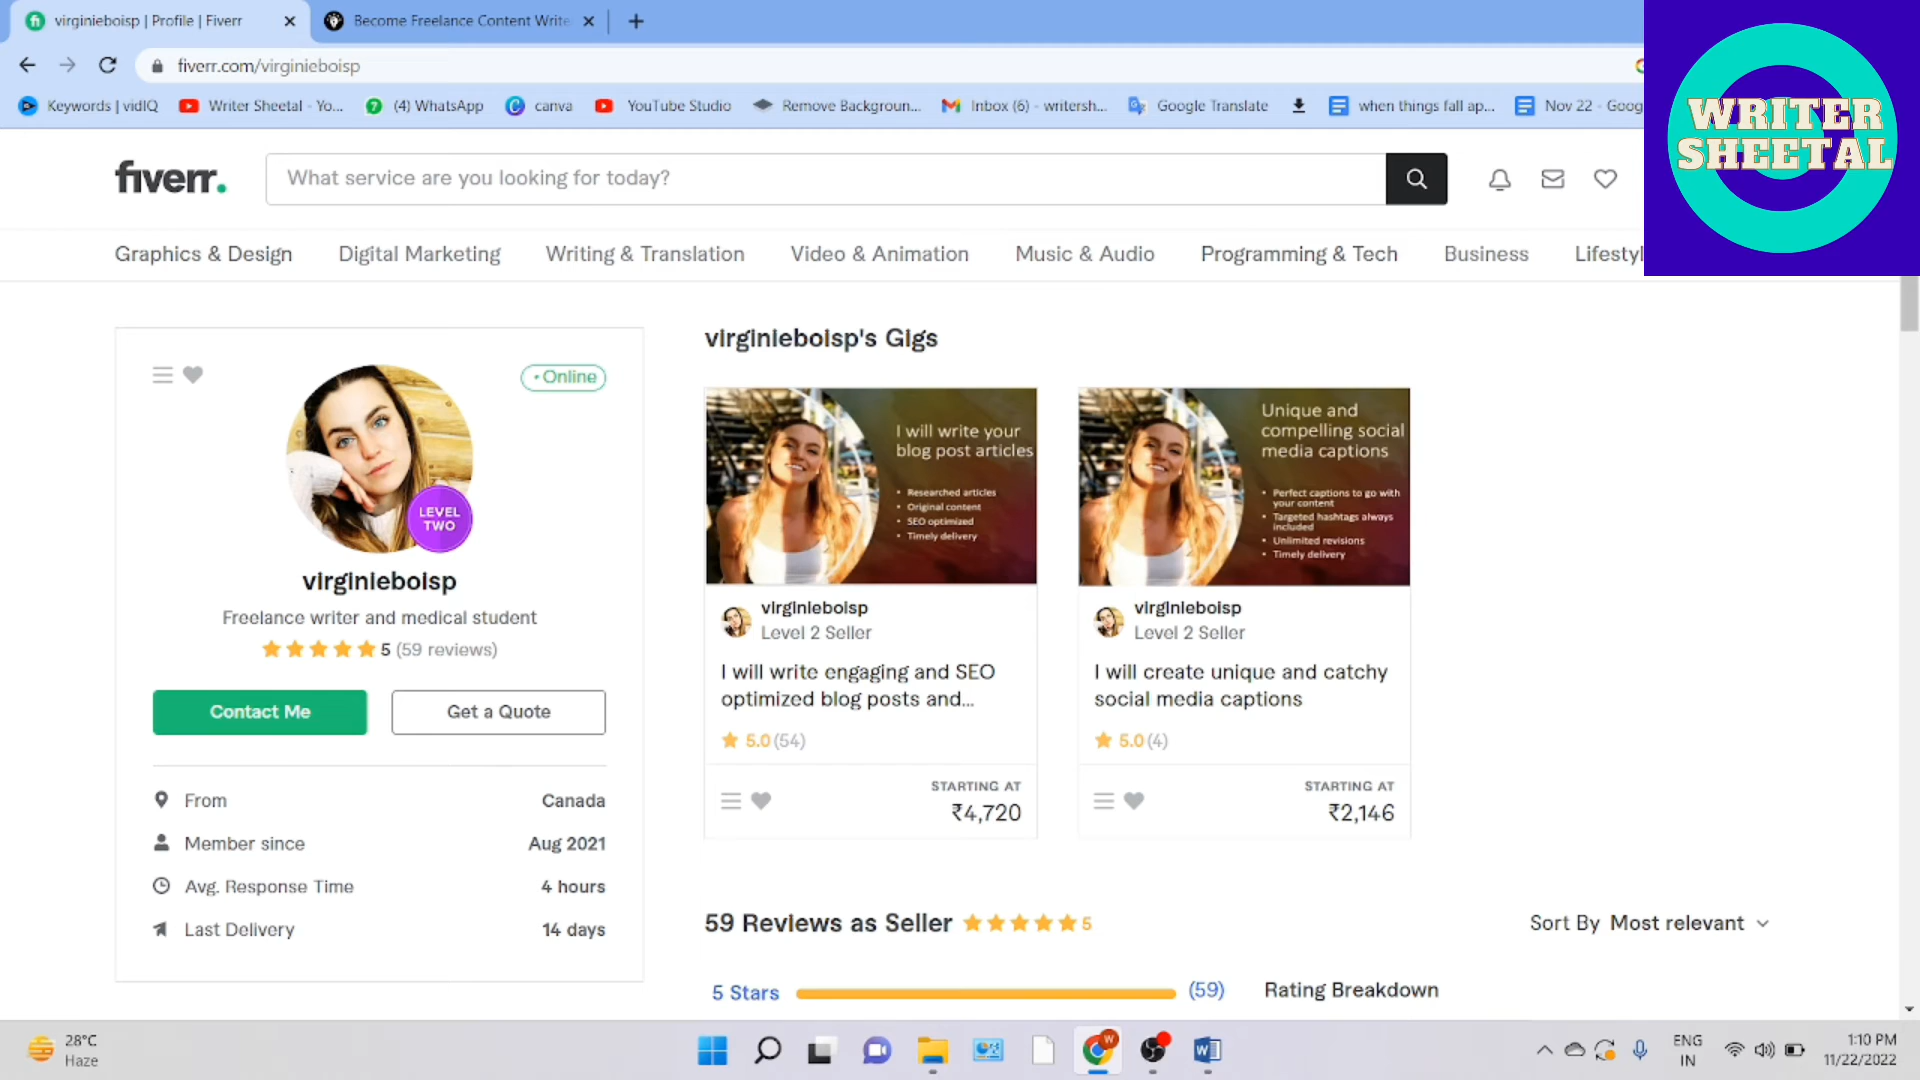 virginieboisp | Profile | Fiverr
Become Freelance Content Write
fiverr.com/virginieboisp
Keywords | vidIQ
Writer Sheetal - Yo...
(4) WhatsApp
canva
YouTube Studio
Remove Backgroun...
Inbox (6) - writersh...
Google Translate
when things fall ap...
Nov 22 - Goog
WRITER
SHEETAL
fiverr.
What service are you looking for today?
Graphics & Design
Digital Marketing
Writing & Translation
Video & Animation
Music & Audio
Programming & Tech
Business
Lifestyl
• Online
LEVEL
TWO
virginieboisp
Freelance writer and medical student
5 (59 reviews)
Contact Me
Get a Quote
From Canada
Member since Aug 2021
Avg. Response Time 4 hours
Last Delivery 14 days
virginieboisp's Gigs
I will write your
blog post articles
• Researched articles
• Original content
• SEO optimized
• Timely delivery
virginieboisp
Level 2 Seller
I will write engaging and SEO
optimized blog posts and...
5.0 (54)
STARTING AT
₹4,720
Unique and
compelling social
media captions
• Perfect captions to go with
your content
• Targeted hashtags always
included
• Unlimited revisions
• Timely delivery
virginieboisp
Level 2 Seller
I will create unique and catchy
social media captions
5.0 (4)
STARTING AT
₹2,146
59 Reviews as Seller 5
Sort By Most relevant
5 Stars (59)
Rating Breakdown
28°C
Haze
W
ENG
IN
1:10 PM
11/22/2022